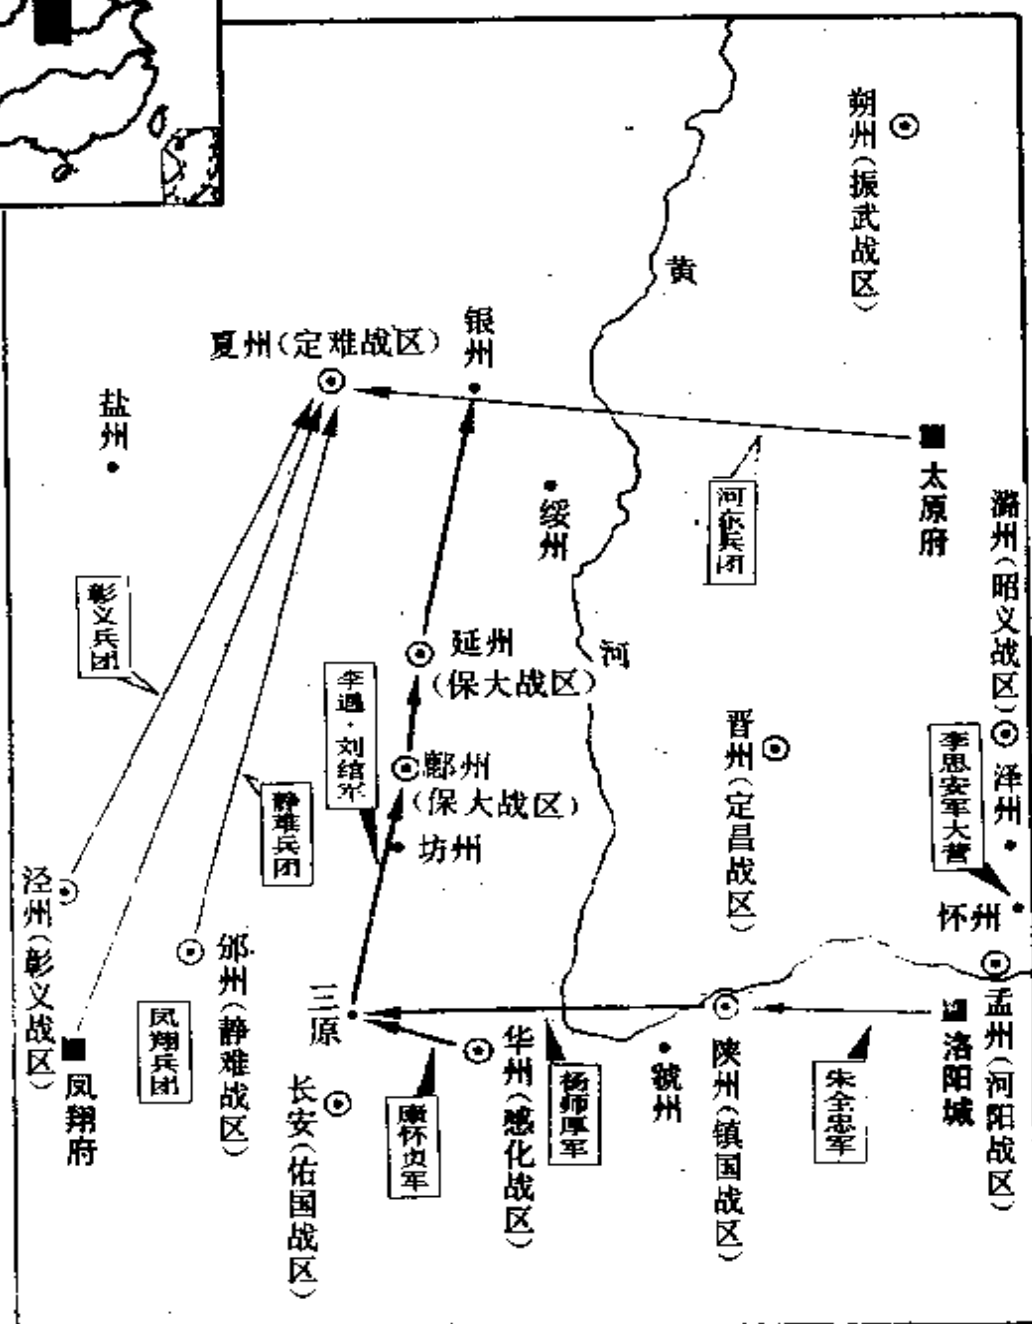 朔州(振武战区)
黄
银州
夏州(定难战区)
盐州
太原府
河东兵团
绥州
潞州(昭义战区)
彰义兵团
延州
(保大战区)
河
李遇·刘绾军
晋州(定昌战区)
李思安军大营
泽州
鄜州
(保大战区)
静难兵团
坊州
泾州(彰义战区)
怀州
邠州(静难战区)
三原
凤翔兵团
凤翔府
长安(佑国战区)
康怀贞军
华州(感化战区)
杨师厚军
虢州
陕州(镇国战区)
朱全忠军
洛阳城
孟州(河阳战区)